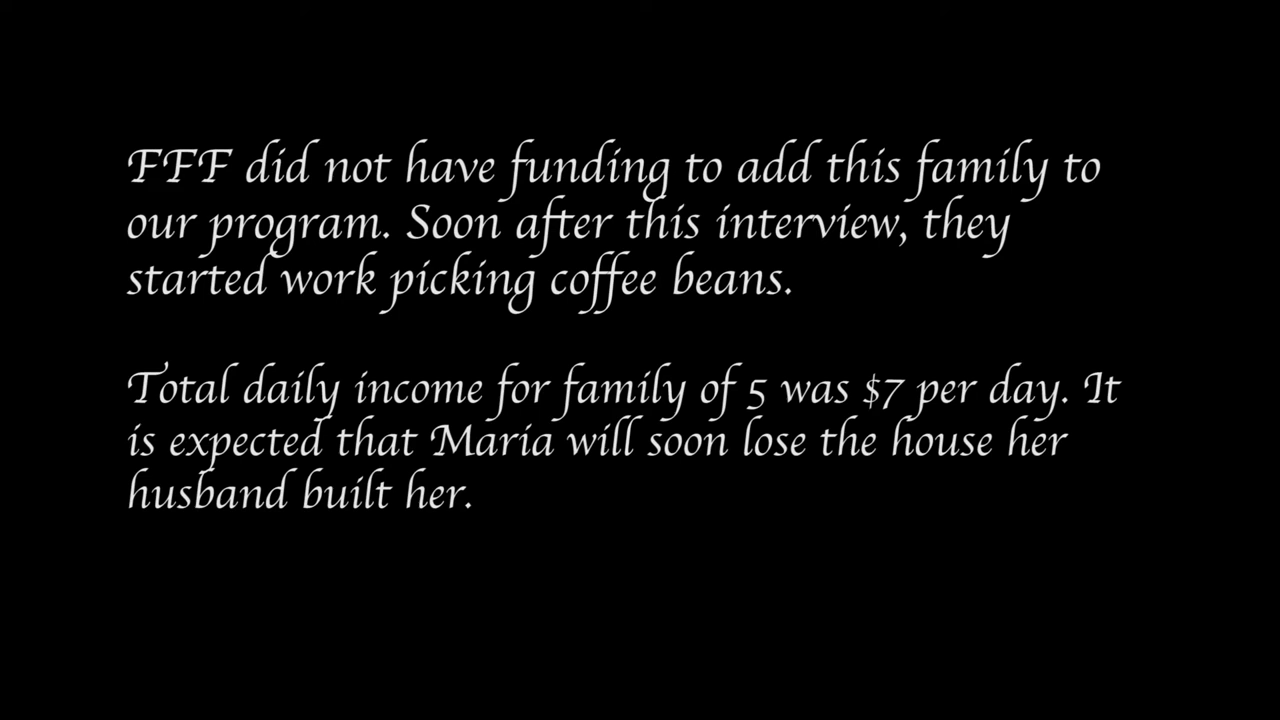 FFF did not have funding to add this family to
our program. Soon after this interview, they
started work picking coffee beans.
Total daily income for family of 5 was $7 per day. It
is expected that Maria will soon lose the house her
husband built her.